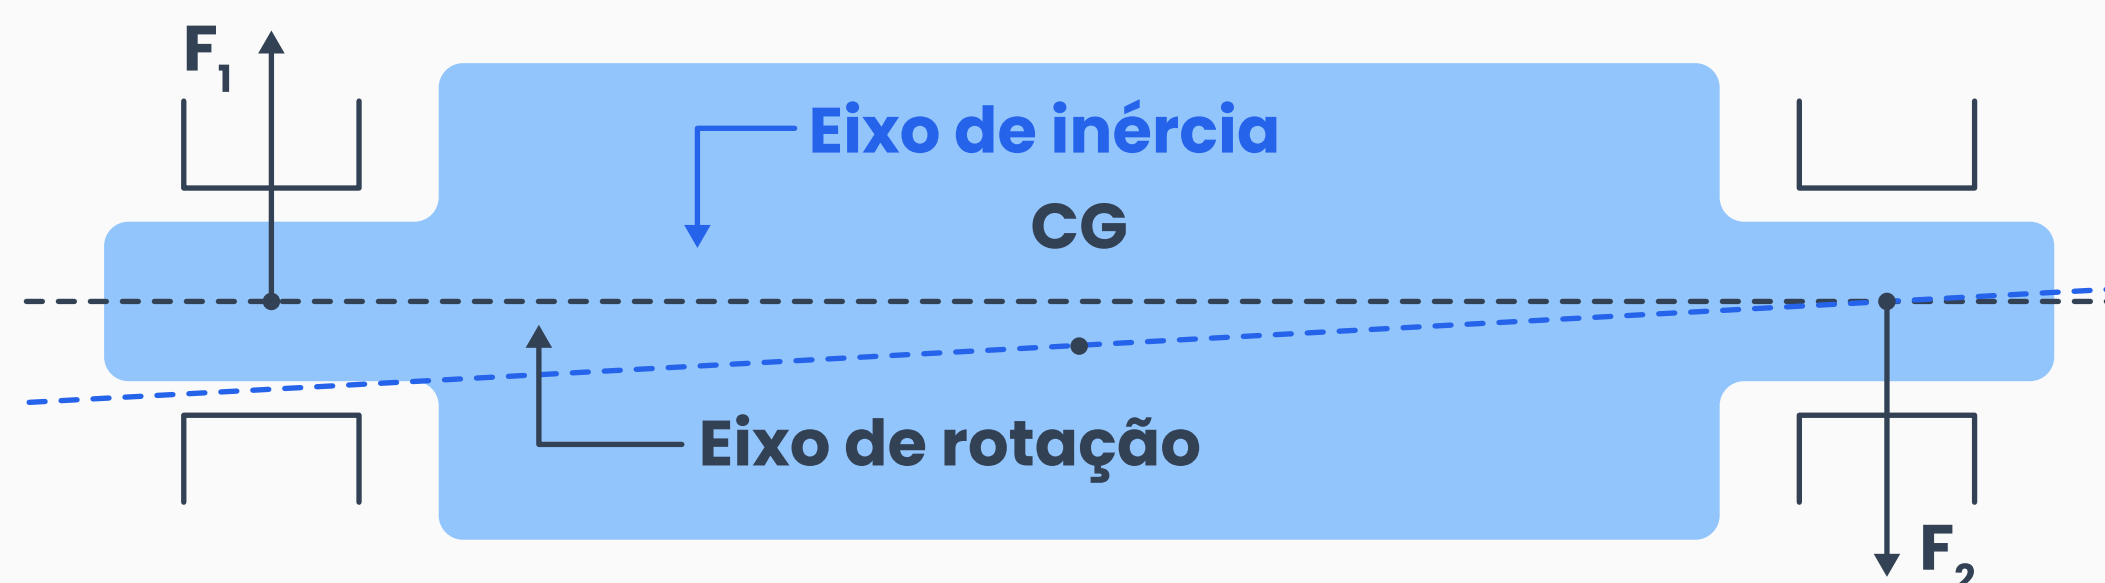 F1
Eixo de inércia
CG
Eixo de rotação
F2